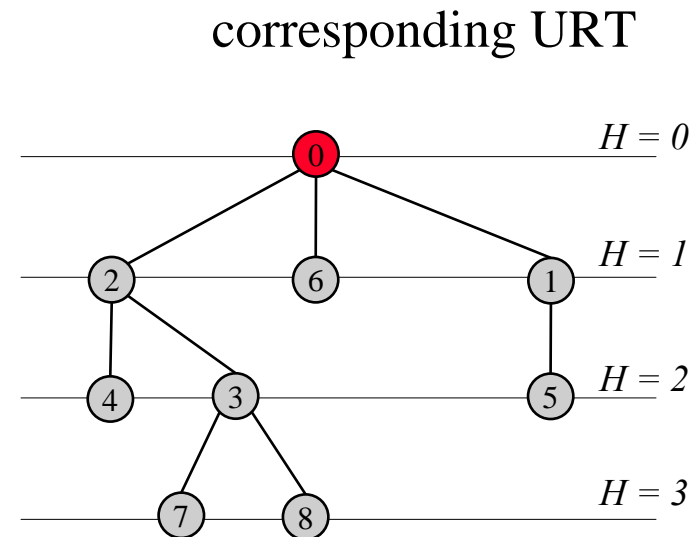 corresponding URT
H = 0
0
H = 1
2 6 1
H = 2
4 3 5
H = 3
7 8